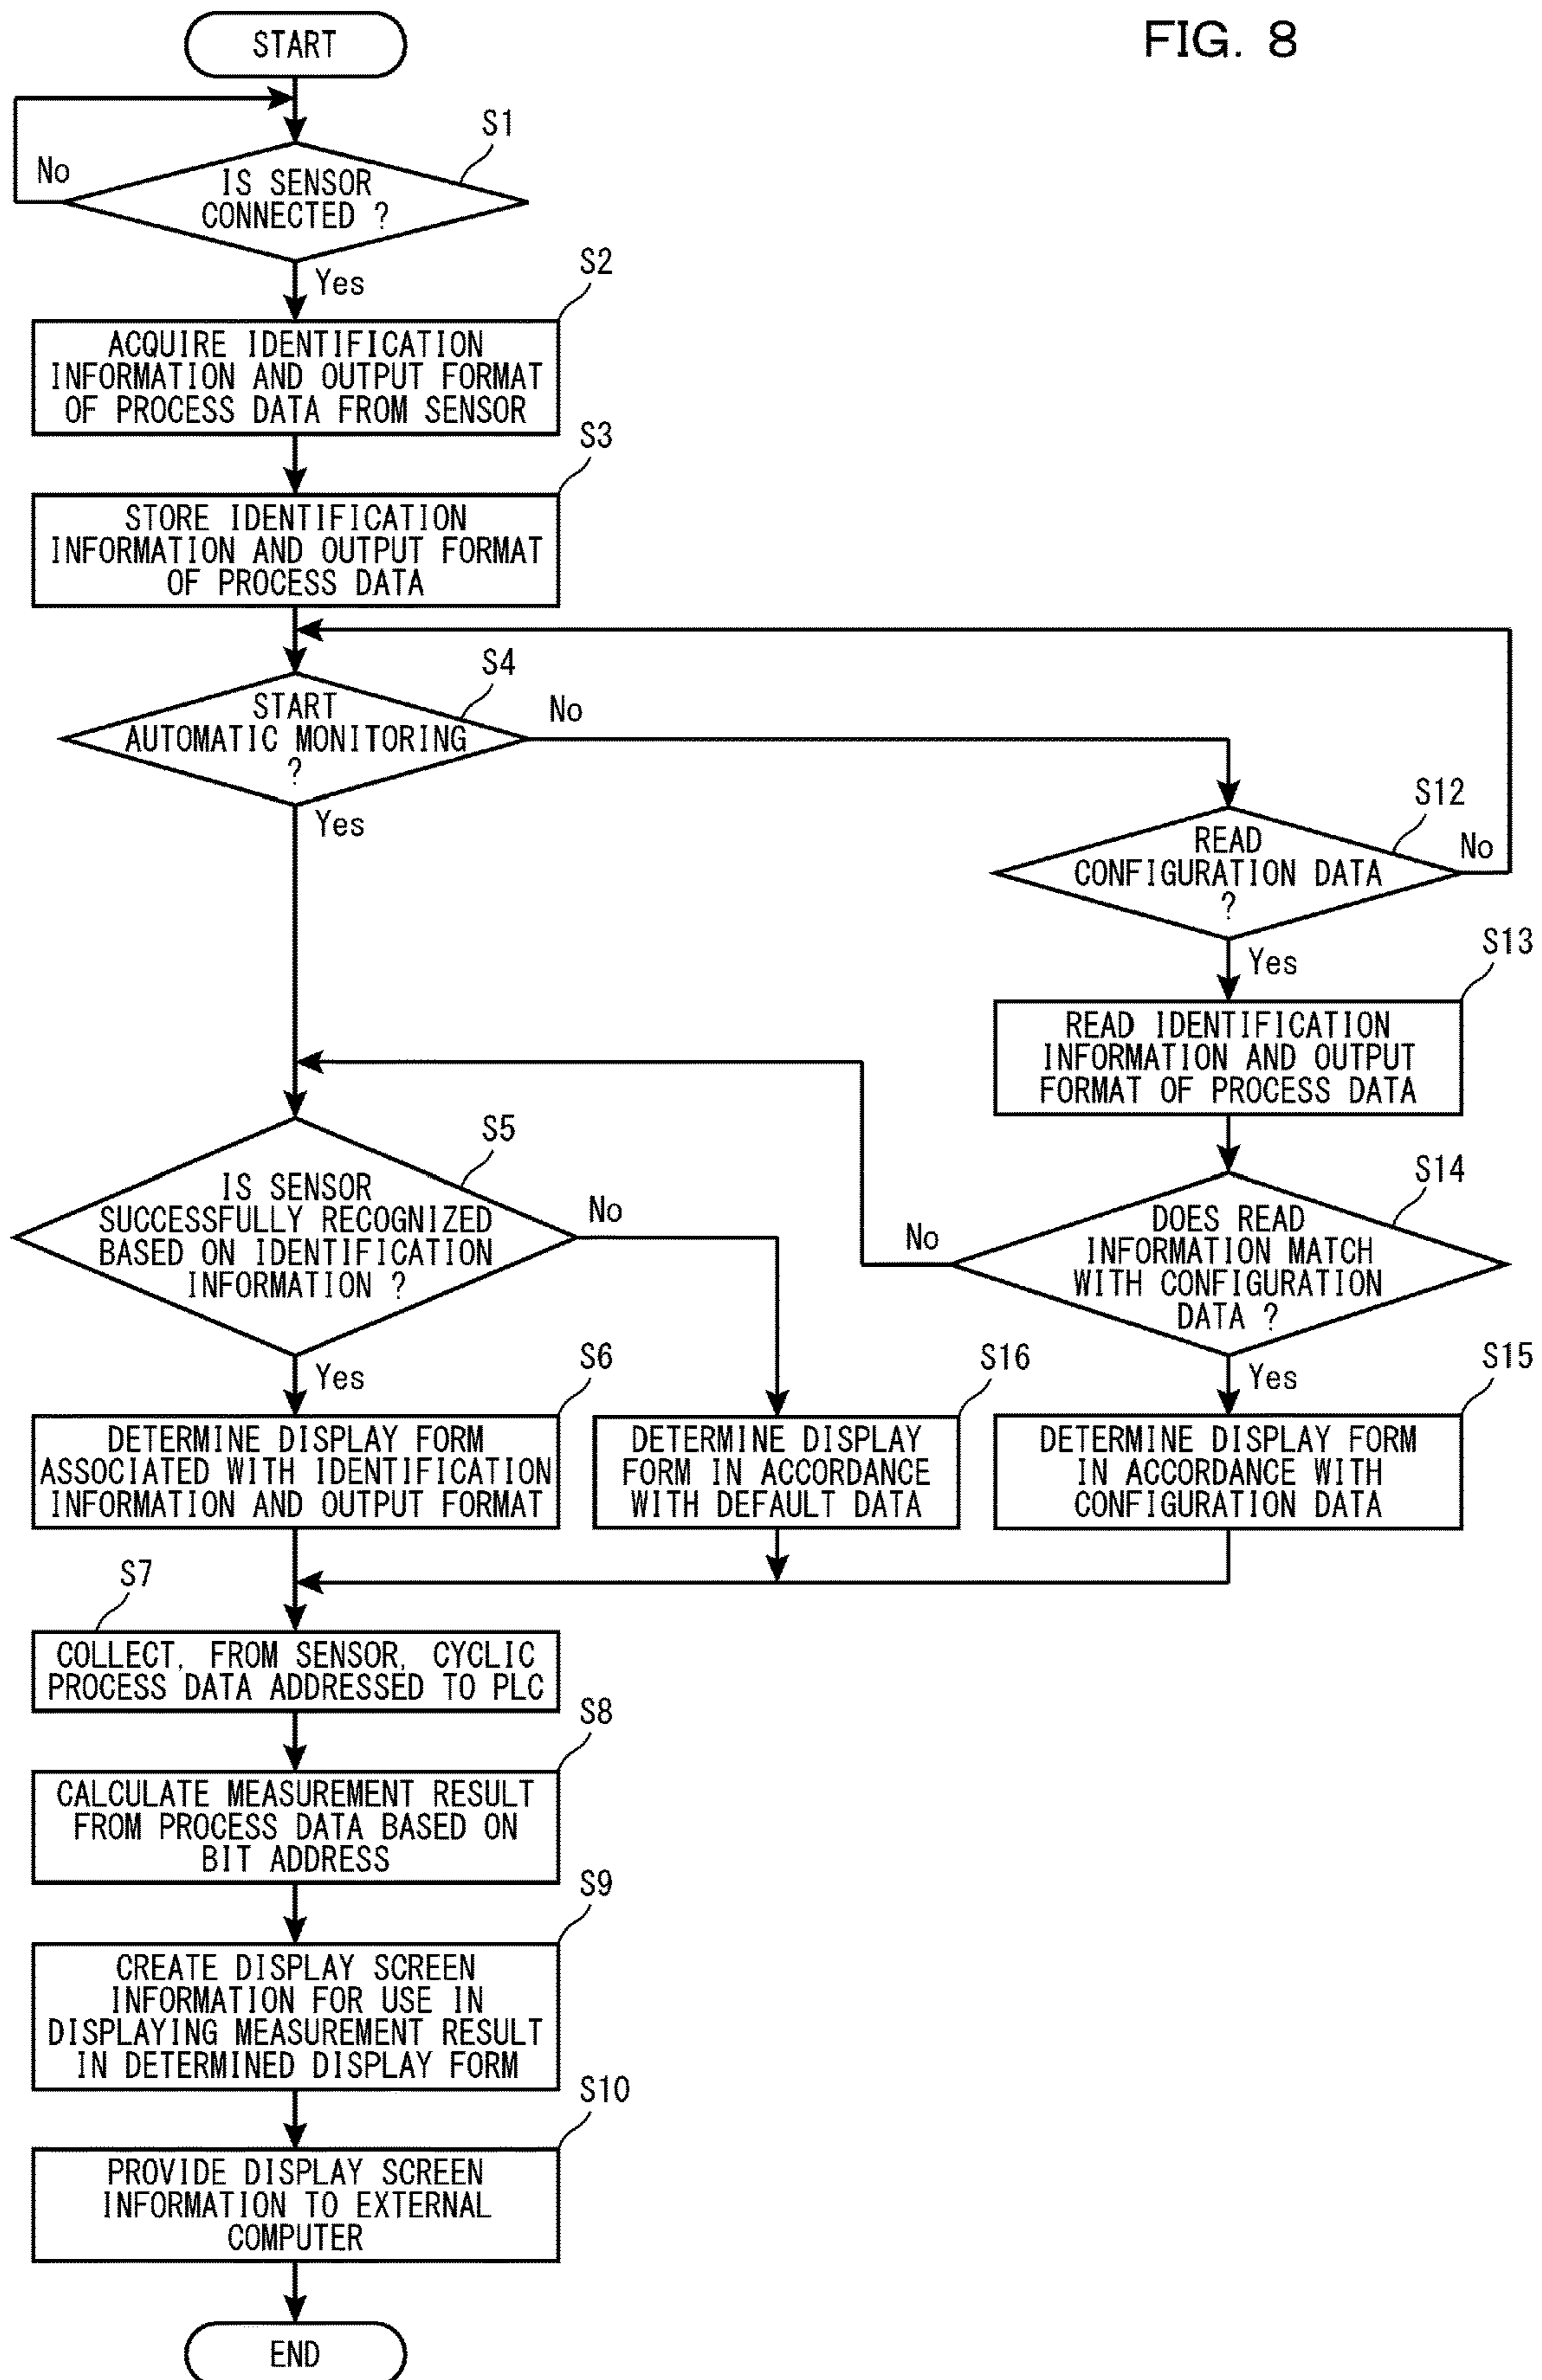 FIG. 8
START
S1
No
IS SENSOR
CONNECTED ?
Yes
S2
ACQUIRE IDENTIFICATION
INFORMATION AND OUTPUT FORMAT
OF PROCESS DATA FROM SENSOR
S3
STORE IDENTIFICATION
INFORMATION AND OUTPUT FORMAT
OF PROCESS DATA
S4
START
AUTOMATIC MONITORING
?
No
Yes
S12
READ
CONFIGURATION DATA
?
No
Yes
S13
READ IDENTIFICATION
INFORMATION AND OUTPUT
FORMAT OF PROCESS DATA
S5
IS SENSOR
SUCCESSFULLY RECOGNIZED
BASED ON IDENTIFICATION
INFORMATION ?
No
Yes
S14
DOES READ
INFORMATION MATCH
WITH CONFIGURATION
DATA ?
No
Yes
S6
DETERMINE DISPLAY FORM
ASSOCIATED WITH IDENTIFICATION
INFORMATION AND OUTPUT FORMAT
S16
DETERMINE DISPLAY
FORM IN ACCORDANCE
WITH DEFAULT DATA
S15
DETERMINE DISPLAY FORM
IN ACCORDANCE WITH
CONFIGURATION DATA
S7
COLLECT, FROM SENSOR, CYCLIC
PROCESS DATA ADDRESSED TO PLC
S8
CALCULATE MEASUREMENT RESULT
FROM PROCESS DATA BASED ON
BIT ADDRESS
S9
CREATE DISPLAY SCREEN
INFORMATION FOR USE IN
DISPLAYING MEASUREMENT RESULT
IN DETERMINED DISPLAY FORM
S10
PROVIDE DISPLAY SCREEN
INFORMATION TO EXTERNAL
COMPUTER
END